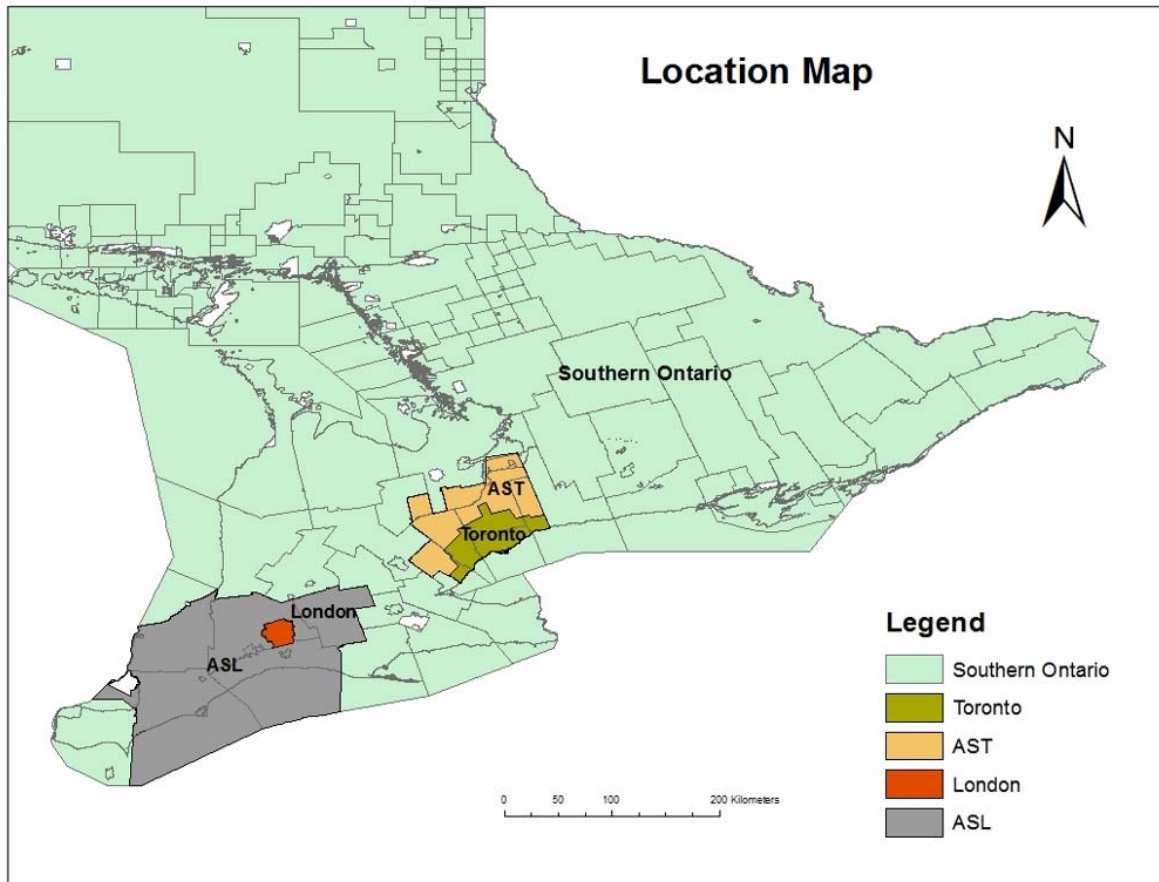 Location Map
N
Southern Ontario
AST
Toronto
London
ASL
Legend
Southern Ontario
Toronto
AST
London
ASL
0 50 100 200 Kilometers